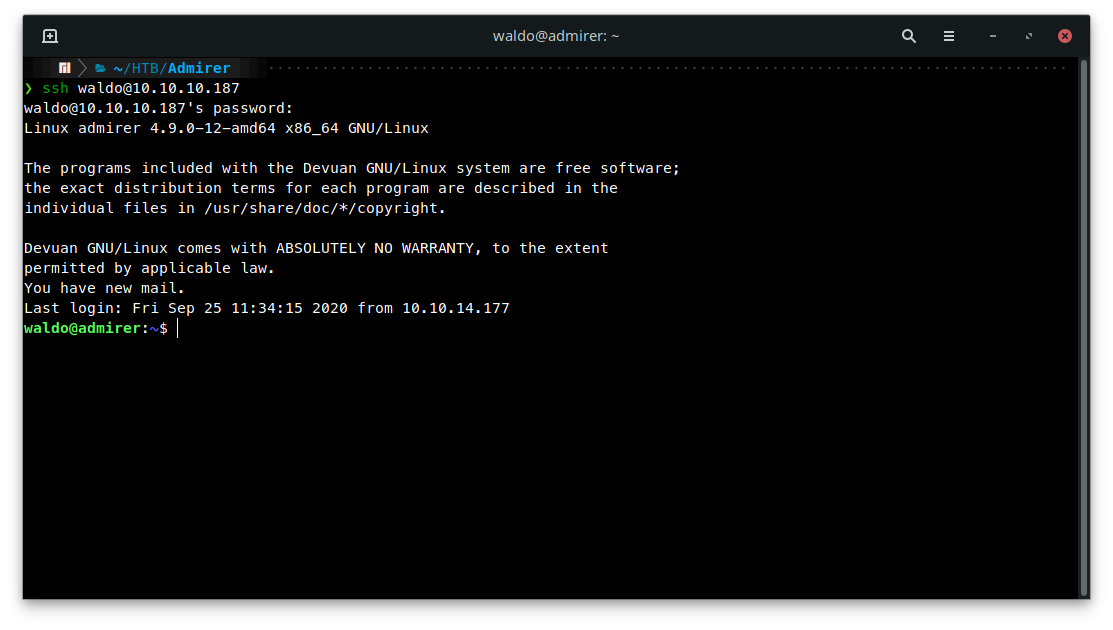 waldo@admirer: ~
~/HTB/Admirer
❯ ssh waldo@10.10.10.187
waldo@10.10.10.187's password:
Linux admirer 4.9.0-12-amd64 x86_64 GNU/Linux
The programs included with the Devuan GNU/Linux system are free software;
the exact distribution terms for each program are described in the
individual files in /usr/share/doc/*/copyright.
Devuan GNU/Linux comes with ABSOLUTELY NO WARRANTY, to the extent
permitted by applicable law.
You have new mail.
Last login: Fri Sep 25 11:34:15 2020 from 10.10.14.177
waldo@admirer:~$